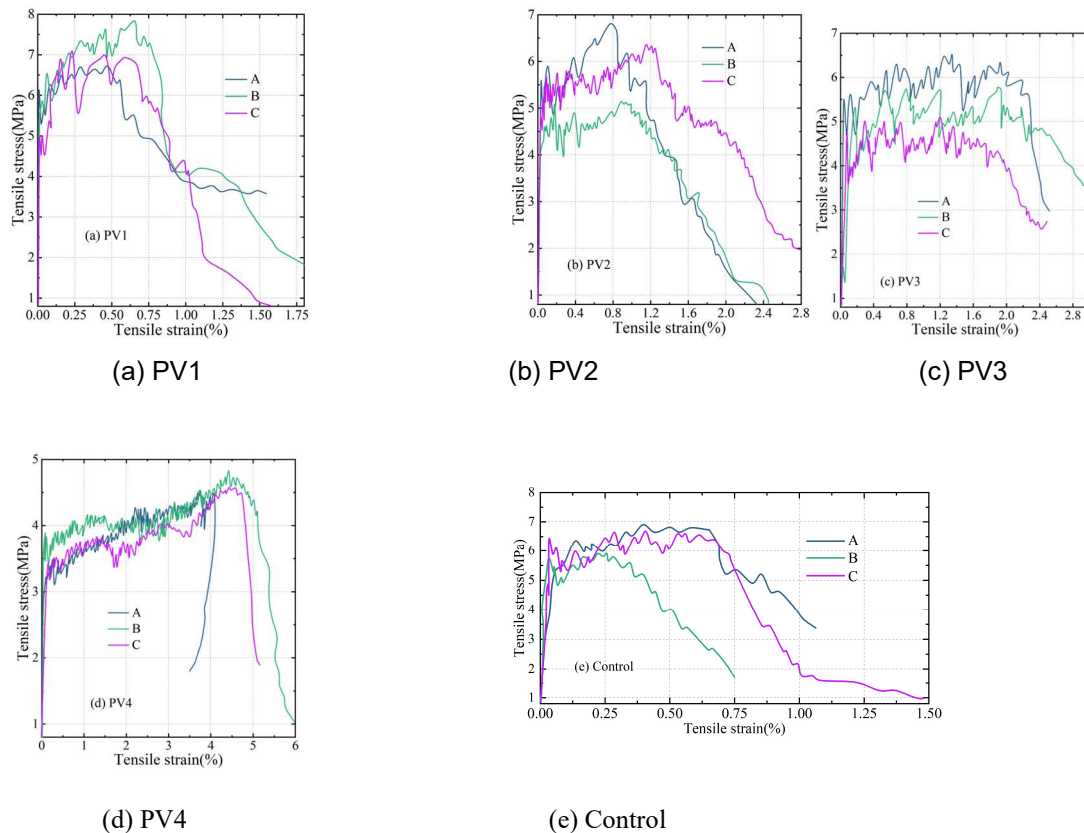 8
7
6
5
4
3
2
1
Tensile stress(MPa)
A
B
C
(a) PV1
0.00 0.25 0.50 0.75 1.00 1.25 1.50 1.75
Tensile strain(%)
(a) PV1
8
7
6
5
4
3
2
1
Tensile stress(MPa)
A
B
C
(b) PV2
0.0 0.4 0.8 1.2 1.6 2.0 2.4 2.8
Tensile strain(%)
(b) PV2
7
6
5
4
3
2
1
Tensile stress(MPa)
A
B
C
(c) PV3
0.0 0.4 0.8 1.2 1.6 2.0 2.4 2.8
Tensile strain(%)
(c) PV3
5
4
3
2
1
Tensile stress(MPa)
A
B
C
(d) PV4
0 1 2 3 4 5 6
Tensile strain(%)
(d) PV4
8
7
6
5
4
3
2
1
Tensile stress(MPa)
A
B
C
(e) Control
0.00 0.25 0.50 0.75 1.00 1.25 1.50
Tensile strain(%)
(e) Control